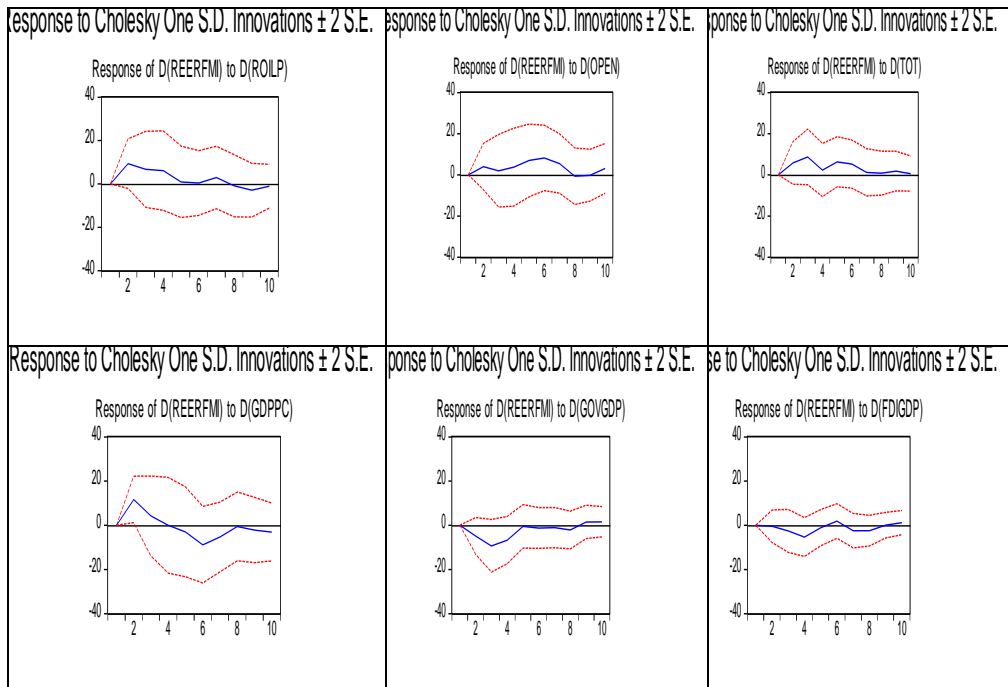 Response to Cholesky One S.D. Innovations ± 2 S.E.
Response of D(REERFMI) to D(ROILP)
40
20
0
-20
-40
2 4 6 8 10
esponse to Cholesky One S.D. Innovations ± 2 S.E.
Response of D(REERFMI) to D(OPEN)
40
20
0
-20
-40
2 4 6 8 10
sponse to Cholesky One S.D. Innovations ± 2 S.E.
Response of D(REERFMI) to D(TOT)
40
20
0
-20
-40
2 4 6 8 10
Response to Cholesky One S.D. Innovations ± 2 S.E.
Response of D(REERFMI) to D(GDPPC)
40
20
0
-20
-40
2 4 6 8 10
ponse to Cholesky One S.D. Innovations ± 2 S.E.
Response of D(REERFMI) to D(GOVGDP)
40
20
0
-20
-40
2 4 6 8 10
se to Cholesky One S.D. Innovations ± 2 S.E.
Response of D(REERFMI) to D(FDIGDP)
40
20
0
-20
-40
2 4 6 8 10